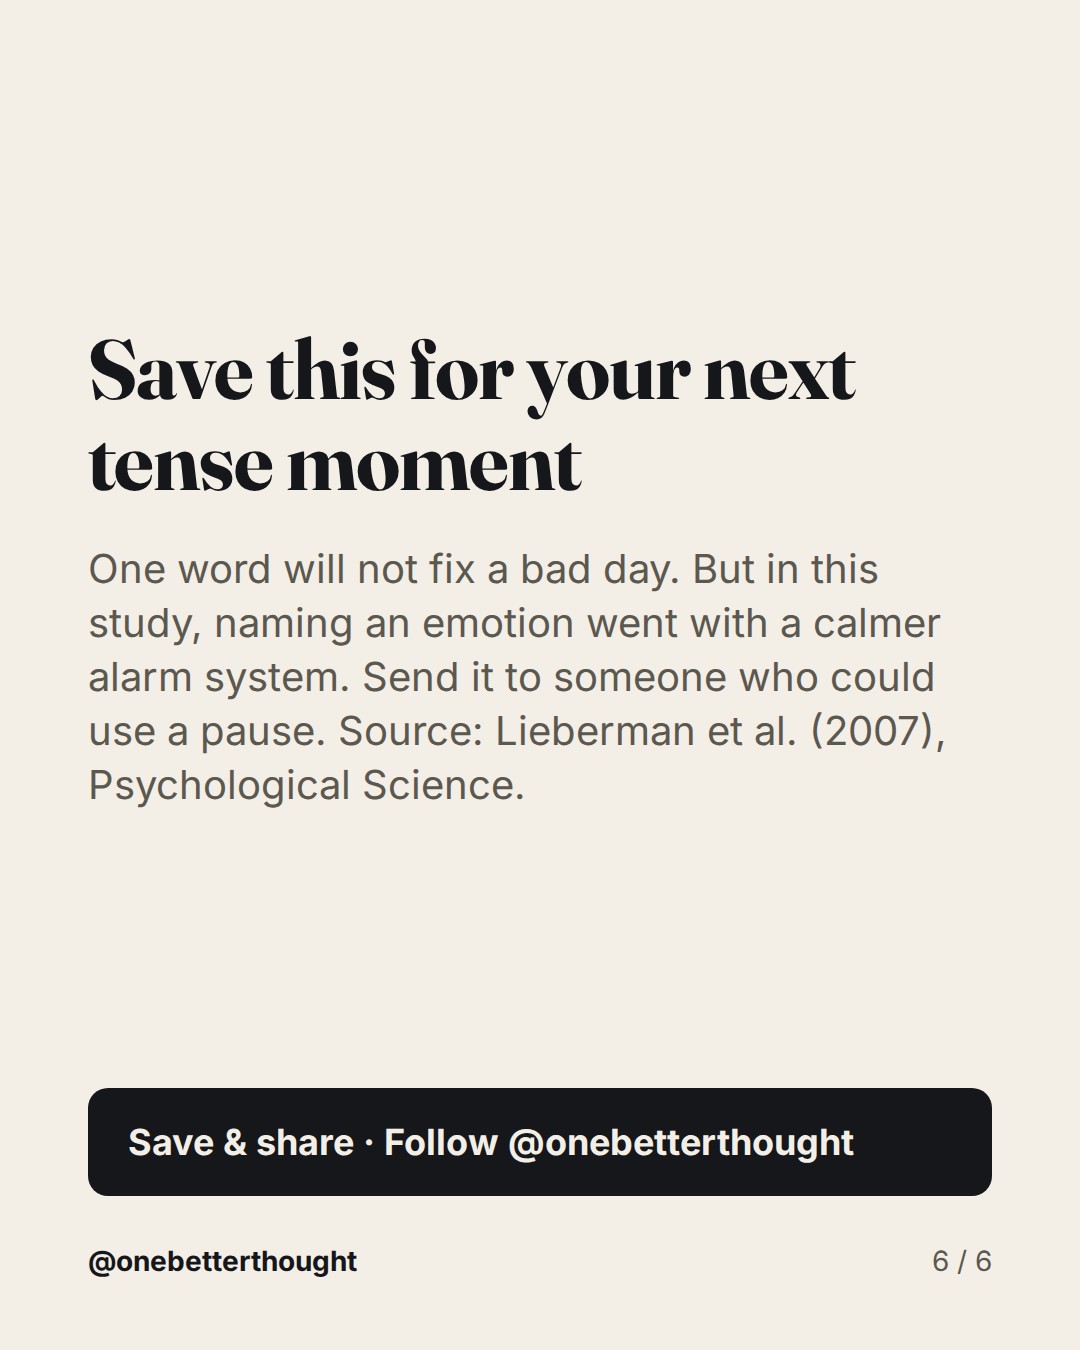 Save this for your next
tense moment
One word will not fix a bad day. But in this
study, naming an emotion went with a calmer
alarm system. Send it to someone who could
use a pause. Source: Lieberman et al. (2007),
Psychological Science.
Save & share · Follow @onebetterthought
@onebetterthought
6 / 6